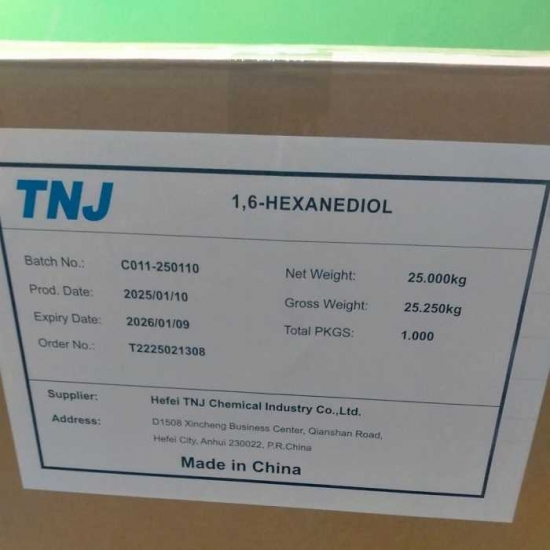 TNJ
1,6-HEXANEDIOL
Batch No.: C011-250110
Prod. Date: 2025/01/10
Expiry Date: 2026/01/09
Order No.: T2225021308
Net Weight: 25.000kg
Gross Weight: 25.250kg
Total PKGS: 1.000
Supplier: Hefei TNJ Chemical Industry Co.,Ltd.
Address: D1508 Xincheng Business Center, Qianshan Road,
Hefei City, Anhui 230022, P.R.China
Made in China